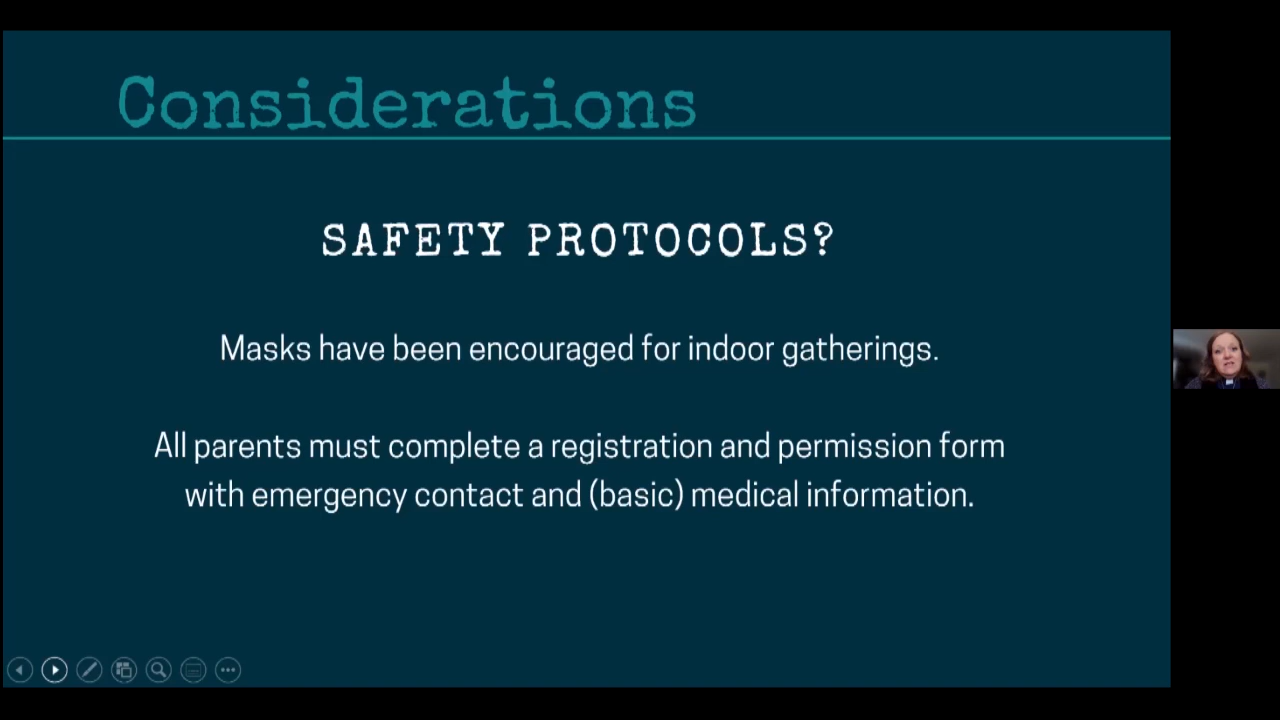 Considerations
SAFETY PROTOCOLS?
Masks have been encouraged for indoor gatherings.
All parents must complete a registration and permission form
with emergency contact and (basic) medical information.